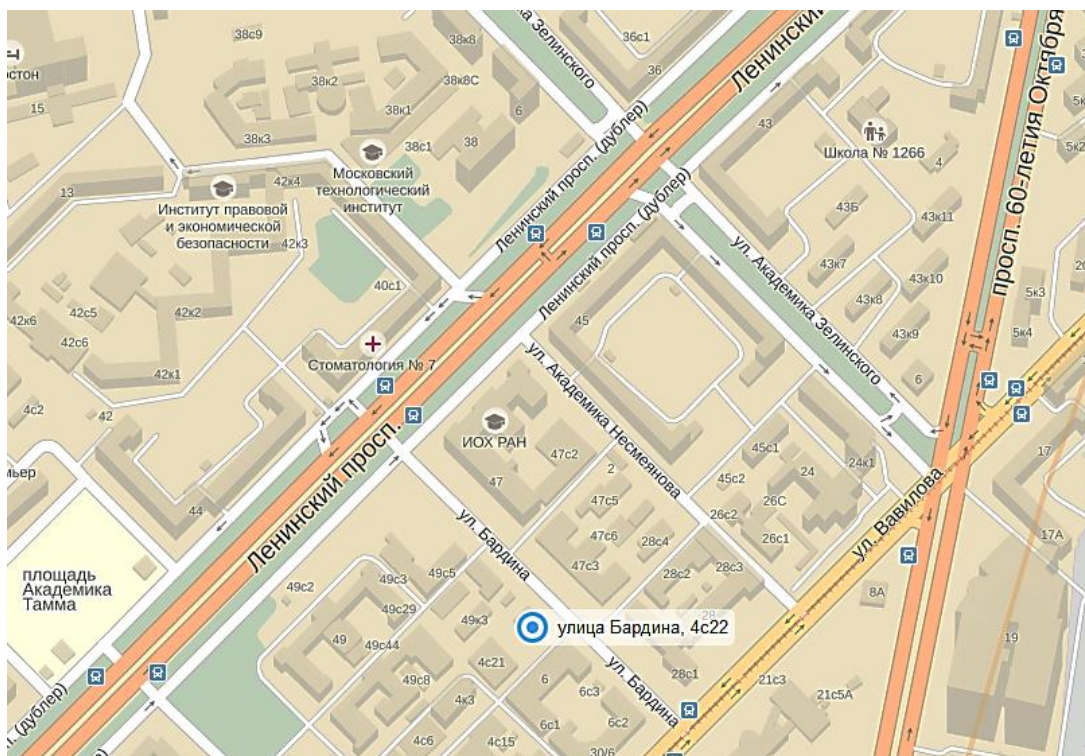 38с9
38к8
ка Зелинского
36с1
36
Ленинский
просп. 60-летия Октября
остон
15
38к2
38к8С
6
38к1
38к3
38с1
38
Ленинский просп. (дублер)
43
Школа № 1266
4
5к2
13
42к4
Московский
технологический
институт
Институт правовой
и экономической
безопасности
42к3
Ленинский просп. (дублер)
ул. Академика Зелинского
43Б
43к11
43к7
43к10
43к8
43к9
5к3
5к4
6
42к6
42с5
42с6
42к2
40с1
45
Стоматология № 7
42к1
4с2
42
Ленинский просп.
ул. Академика Несмеянова
ИОХ РАН
47
47с2
2
45с1
45с2
24
24к1
17
мьер
44
47с5
26С
26с2
26с1
ул. Вавилова
47с6
28с4
47с3
28с2
28с3
17А
ул. Бардина
площадь
Академика
Тамма
49с2
49с3
49с5
49с29
8А
28
49
49с44
49к3
улица Бардина, 4с22
19
49с8
4с21
ул. Бардина
28с1
21с3
21с5А
4к3
6
6с3
6с1
6с2
4с6
4с15
30/6
(дублер)